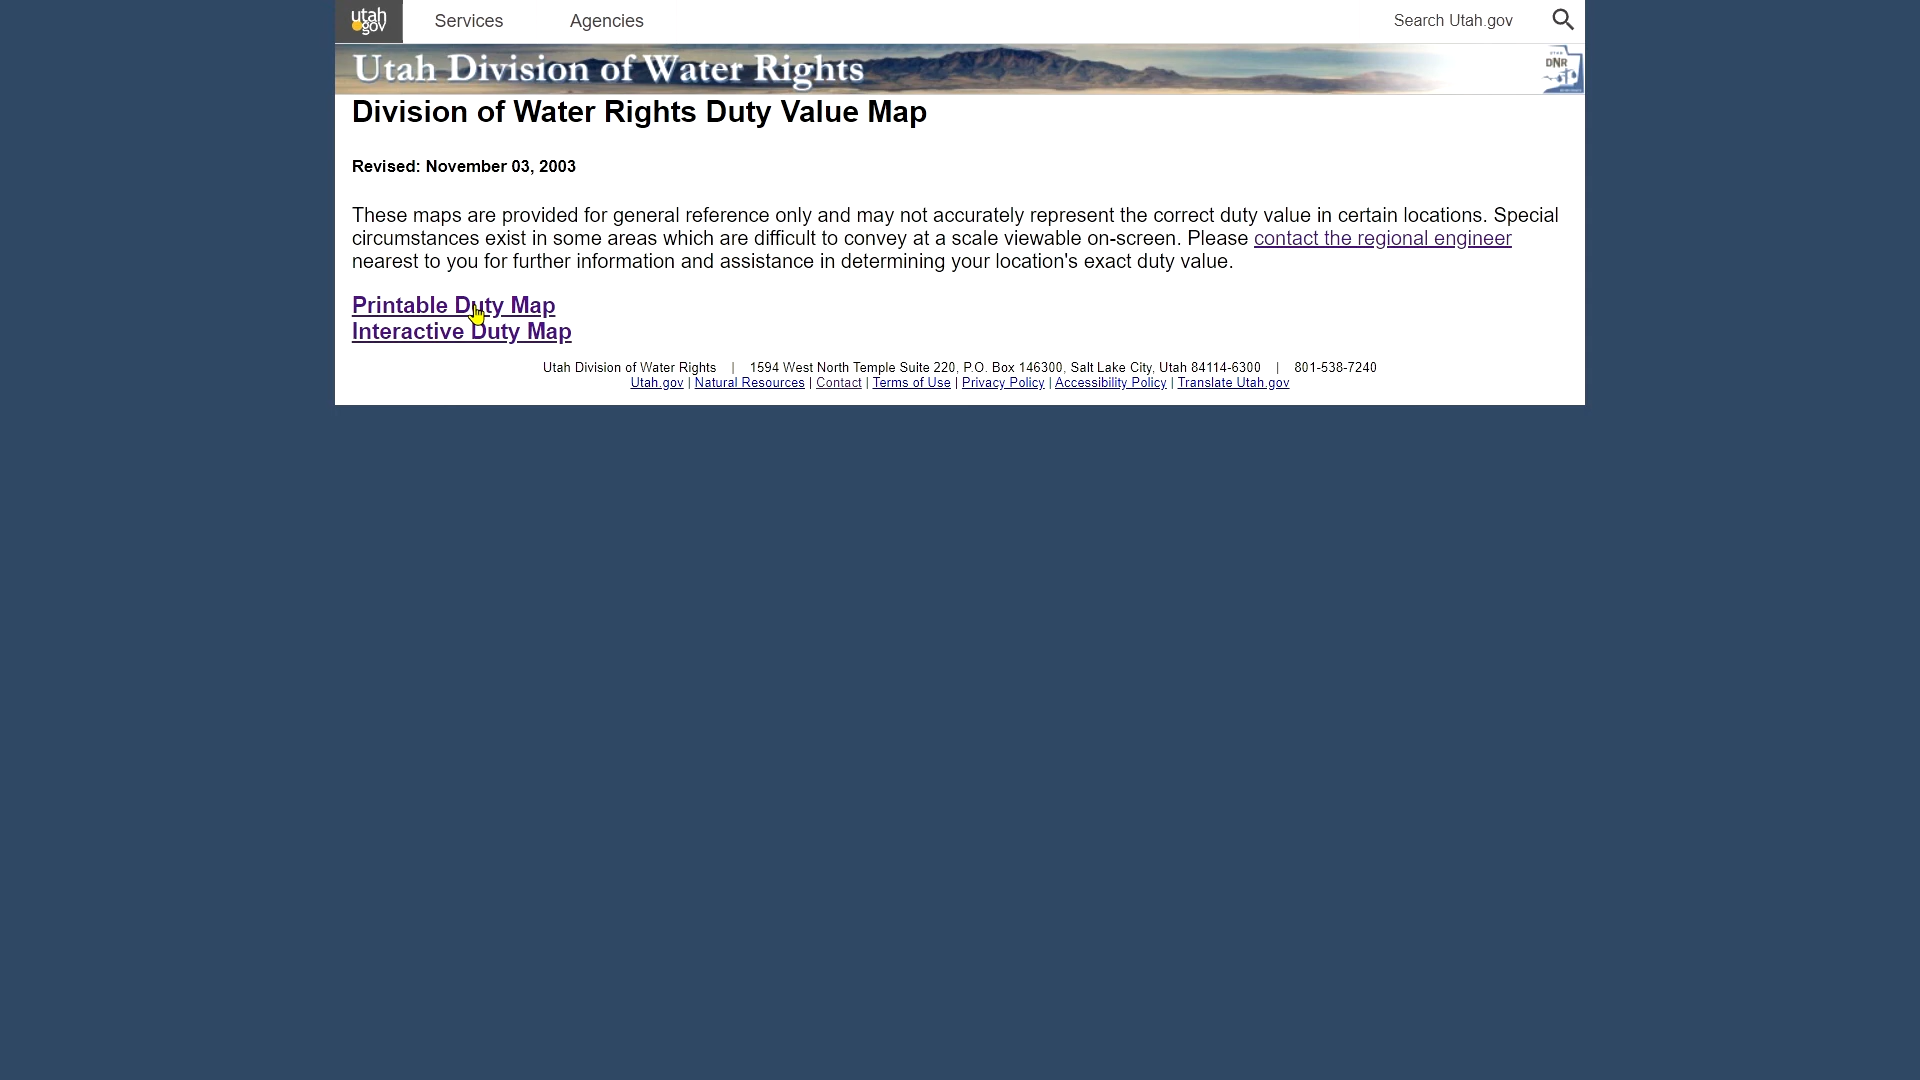 utah.gov Services Agencies Search Utah.gov
Utah Division of Water Rights
UTAH DNR
Division of Water Rights Duty Value Map
Revised: November 03, 2003
These maps are provided for general reference only and may not accurately represent the correct duty value in certain locations. Special
circumstances exist in some areas which are difficult to convey at a scale viewable on-screen. Please contact the regional engineer
nearest to you for further information and assistance in determining your location's exact duty value.
Printable Duty Map
Interactive Duty Map
Utah Division of Water Rights | 1594 West North Temple Suite 220, P.O. Box 146300, Salt Lake City, Utah 84114-6300 | 801-538-7240
Utah.gov | Natural Resources | Contact | Terms of Use | Privacy Policy | Accessibility Policy | Translate Utah.gov